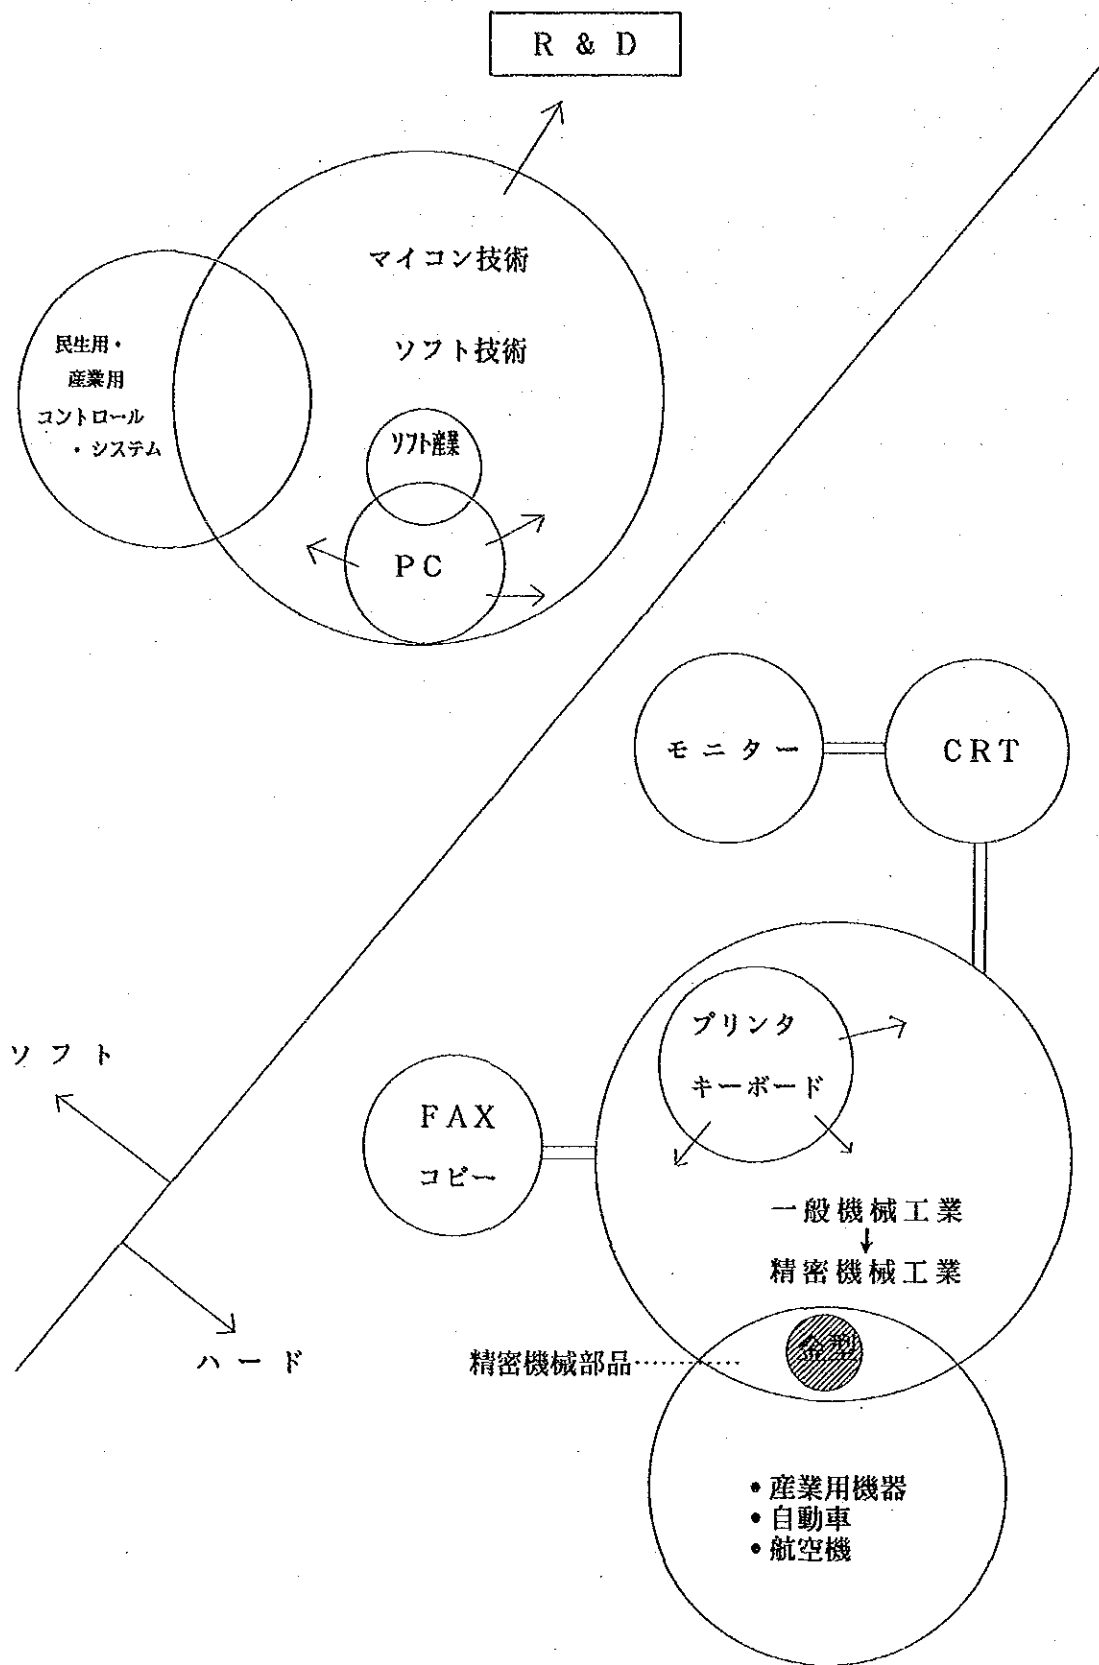 R & D
マイコン技術
ソフト技術
民生用・
産業用
コントロール
・システム
ソフト産業
PC
モニター
CRT
プリンタ
キーボード
ソフト
FAX
コピー
一般機械工業
↓
精密機械工業
ハード
精密機械部品
金型
・産業用機器
・自動車
・航空機